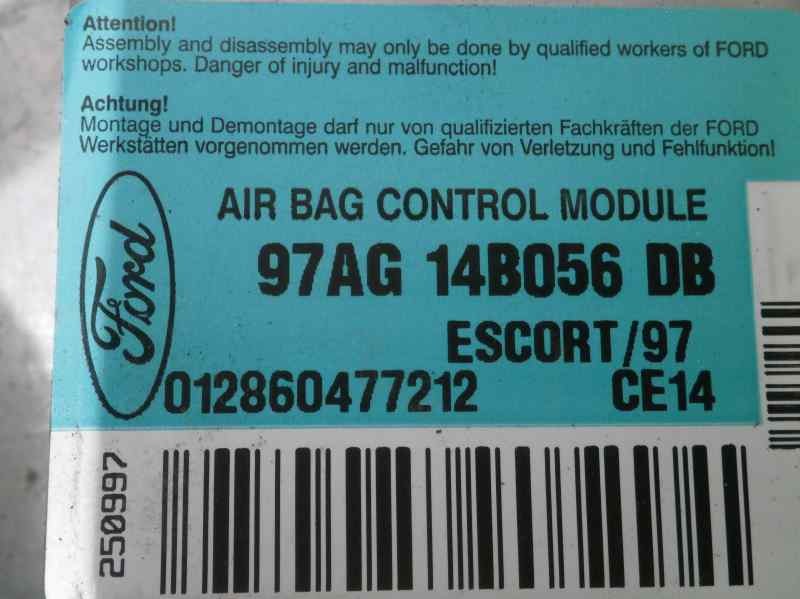 Attention!
Assembly and disassembly may only be done by qualified workers of FORD
workshops. Danger of injury and malfunction!
Achtung!
Montage und Demontage darf nur von qualifizierten Fachkräften der FORD
Werkstätten vorgenommen werden. Gefahr von Verletzung und Fehlfunktion!
Ford
AIR BAG CONTROL MODULE
97AG 14B056 DB
ESCORT/97
012860477212 CE14
250997